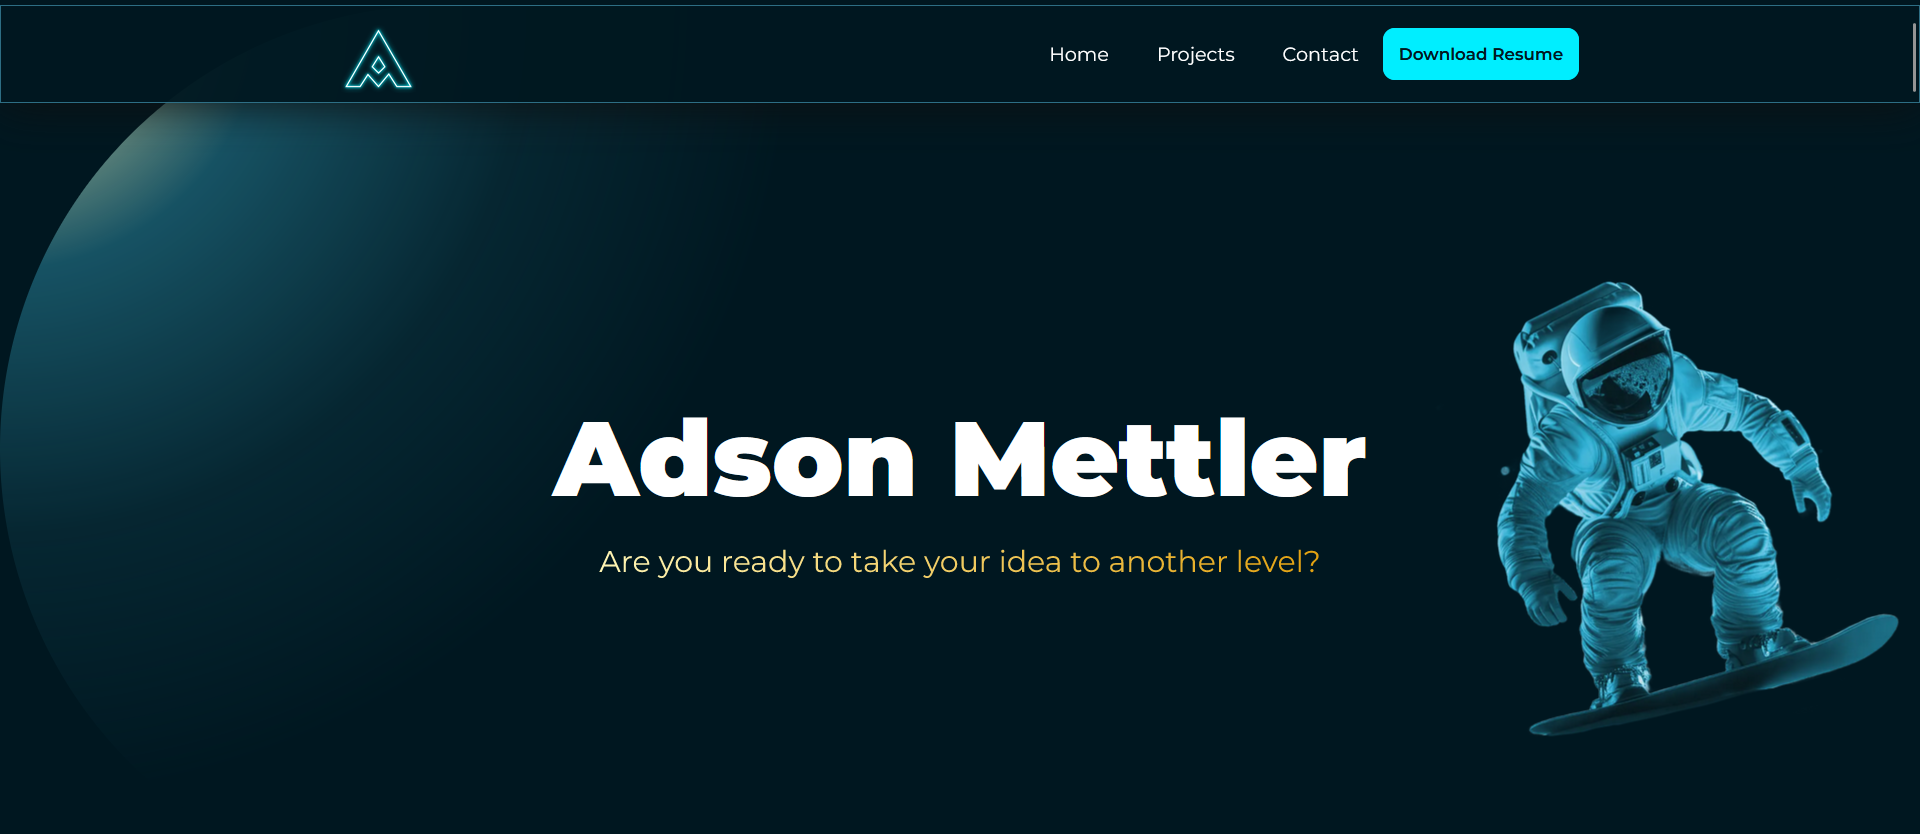 Home Projects Contact Download Resume
Adson Mettler
Are you ready to take your idea to another level?